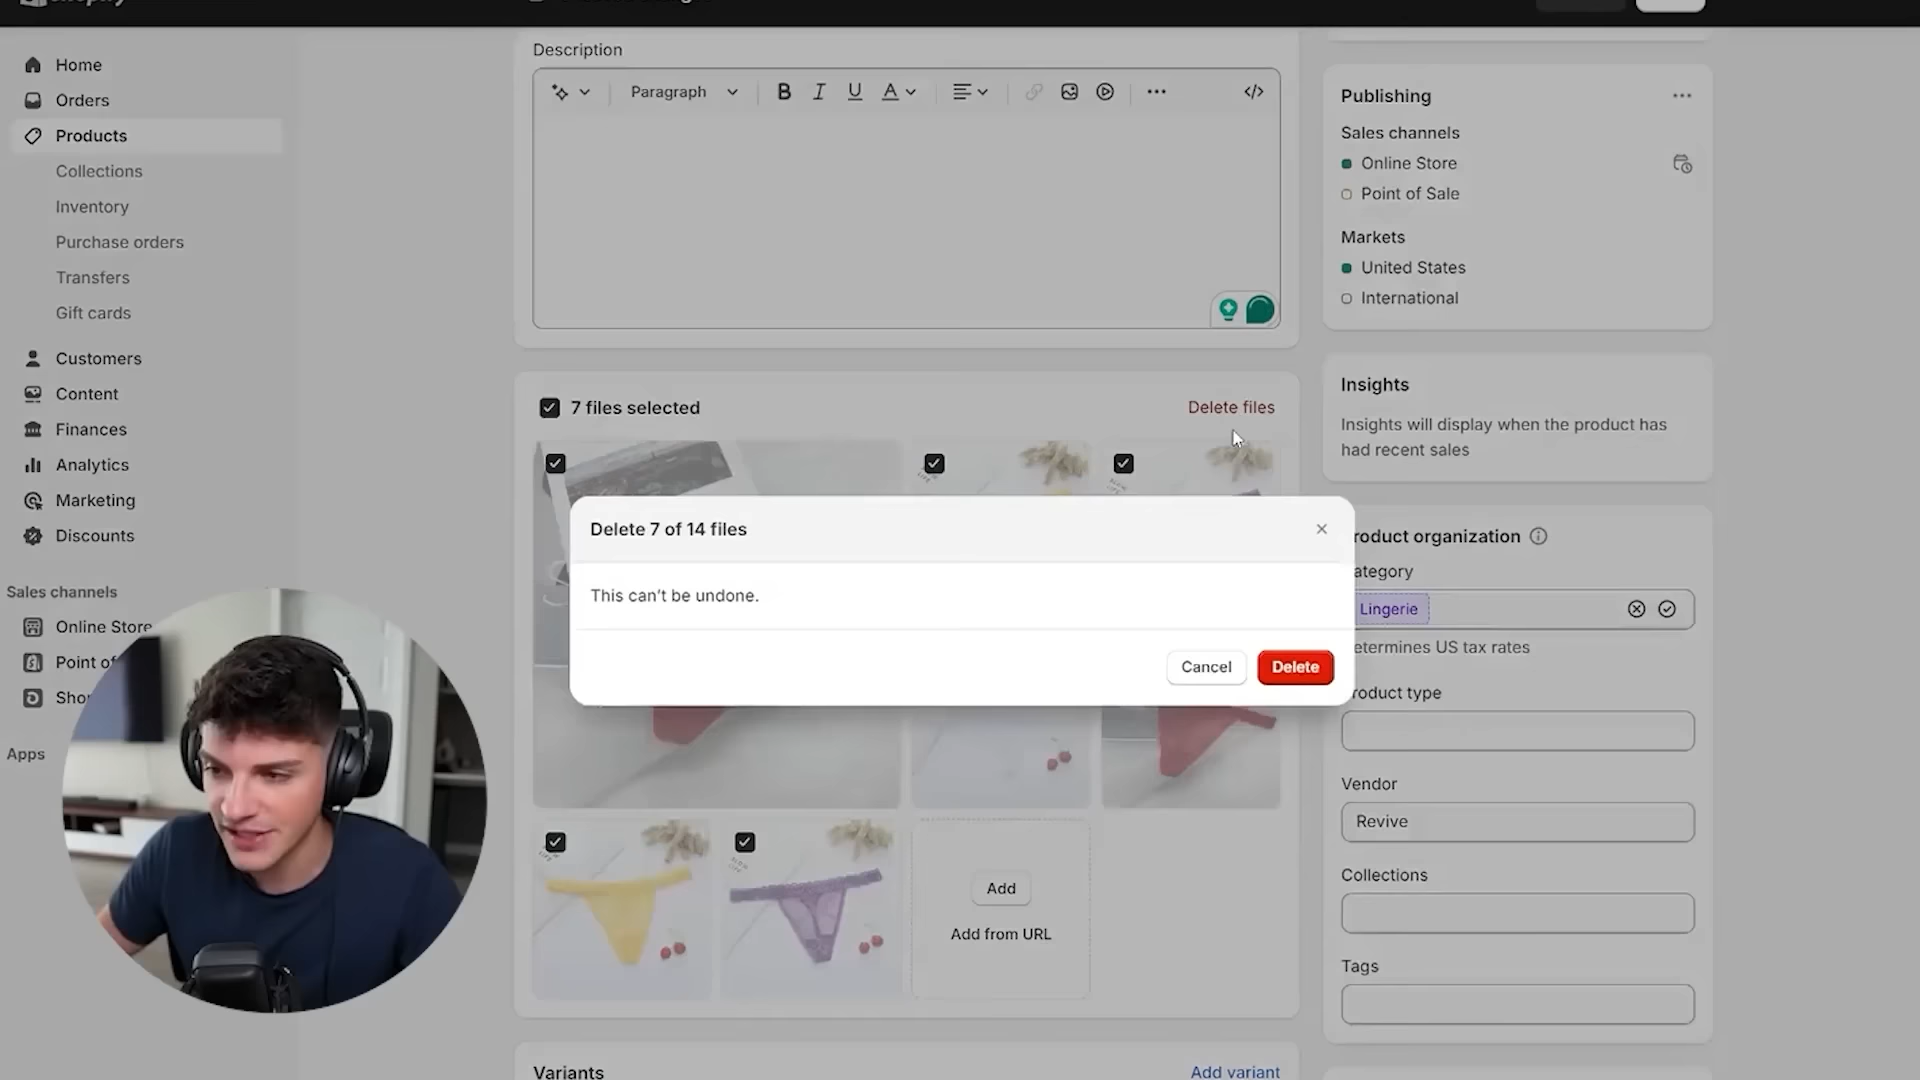 Home
Orders
Products
Collections
Inventory
Purchase orders
Transfers
Gift cards
Customers
Content
Finances
Analytics
Marketing
Discounts
Sales channels
Online Store
Point of
Shop
Apps
Description
Paragraph
B I U A
7 files selected
Delete files
Delete 7 of 14 files
This can't be undone.
Cancel
Delete
Add
Add from URL
Variants
Add variant
Publishing
Sales channels
Online Store
Point of Sale
Markets
United States
International
Insights
Insights will display when the product has
had recent sales
roduct organization
ategory
Lingerie
etermines US tax rates
roduct type
Vendor
Revive
Collections
Tags